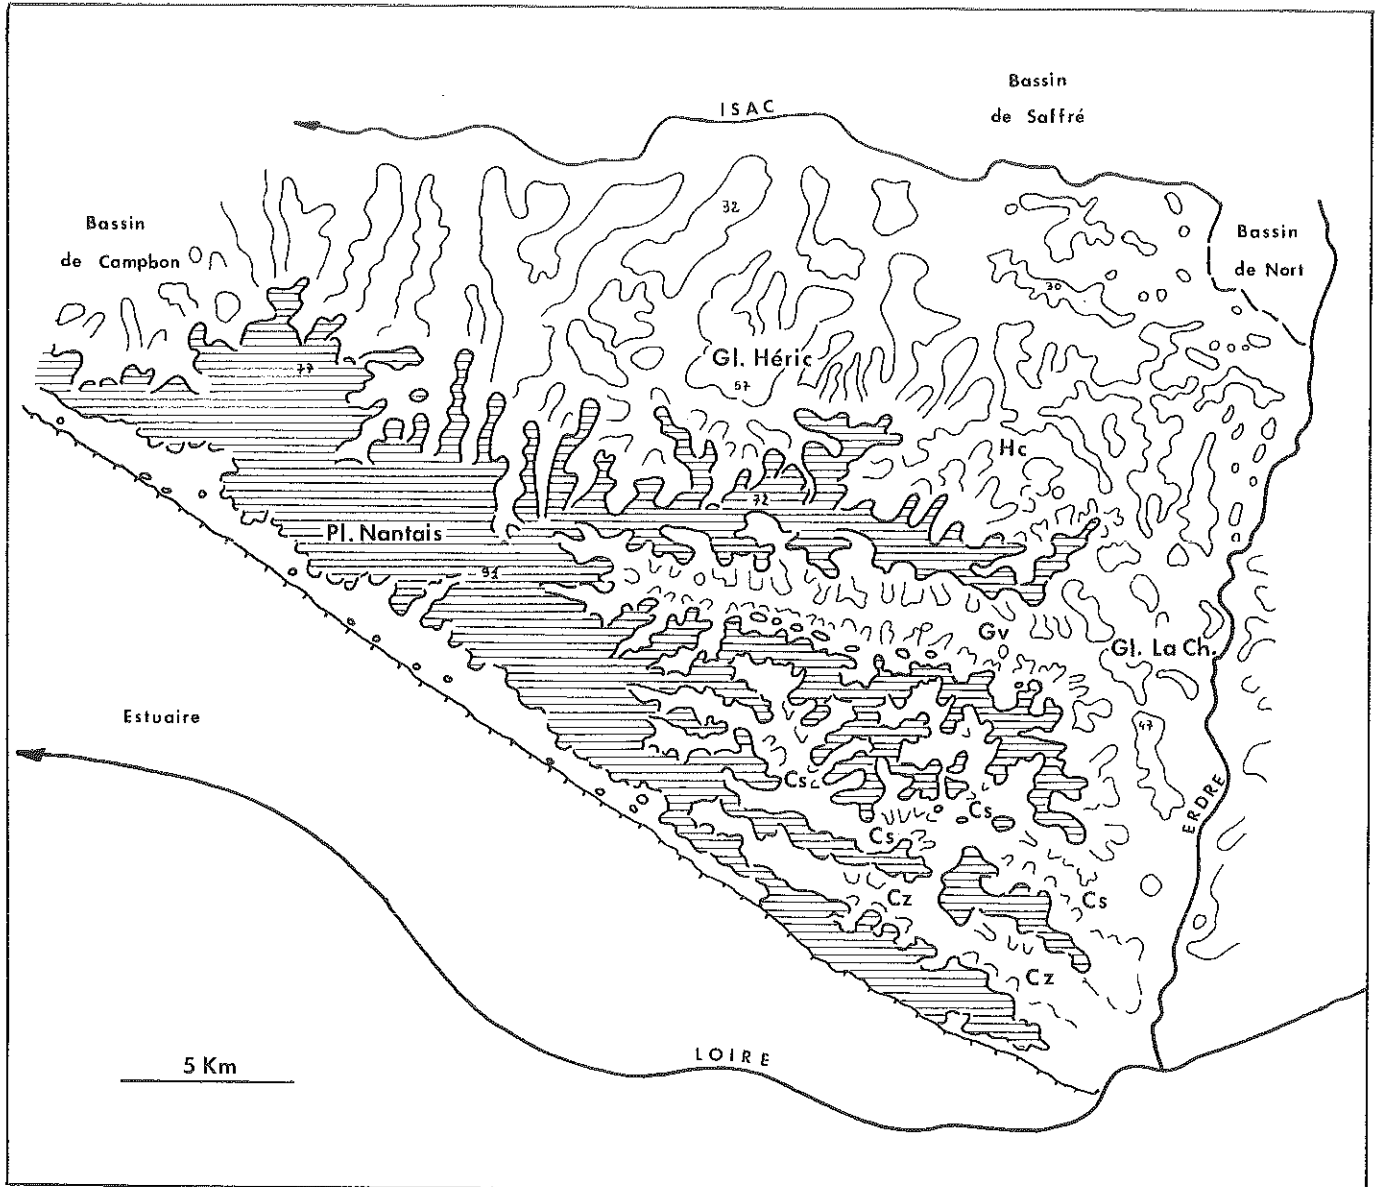 Bassin
de Saffré
ISAC
Bassin
de Campbon
32
Bassin
de Nort
30
Gl. Héric
57
77
Hc
72
Pl. Nantais
91
Gv
Gl. La Ch.
47
Estuaire
Cs
Cs
Cs
ERDRE
Cz
Cs
Cz
LOIRE
5 Km